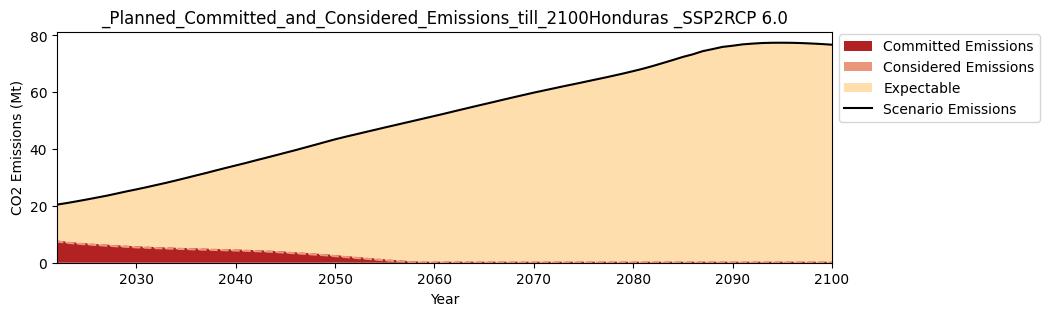 _Planned_Committed_and_Considered_Emissions_till_2100Honduras _SSP2RCP 6.0
CO2 Emissions (Mt)
80
60
40
20
0
2030 2040 2050 2060 2070 2080 2090 2100
Year
Committed Emissions
Considered Emissions
Expectable
Scenario Emissions